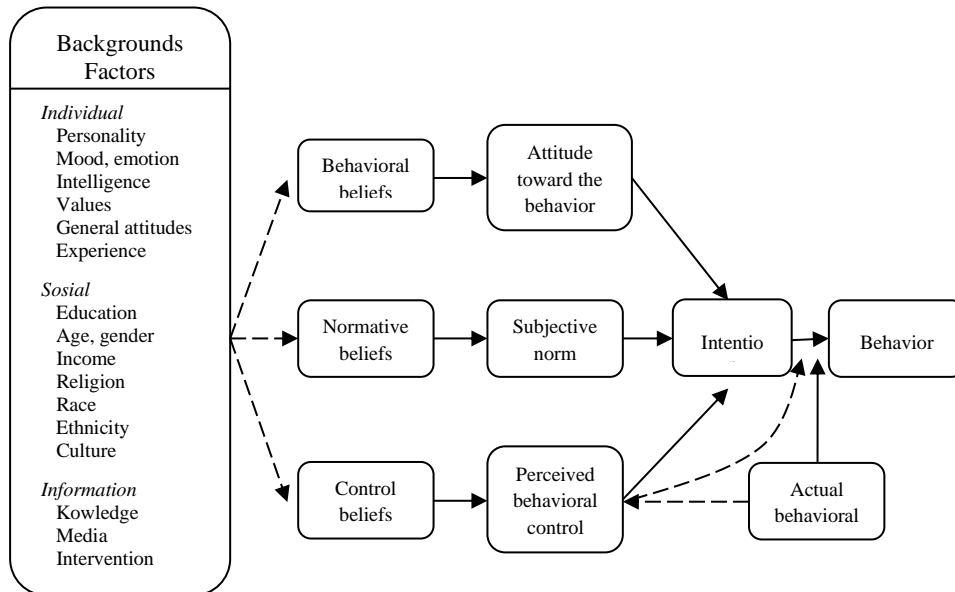 Backgrounds
Factors
Individual
Personality
Mood, emotion
Intelligence
Values
General attitudes
Experience
Sosial
Education
Age, gender
Income
Religion
Race
Ethnicity
Culture
Information
Kowledge
Media
Intervention
Behavioral
beliefs
Attitude
toward the
behavior
Normative
beliefs
Subjective
norm
Intentio
Behavior
Control
beliefs
Perceived
behavioral
control
Actual
behavioral